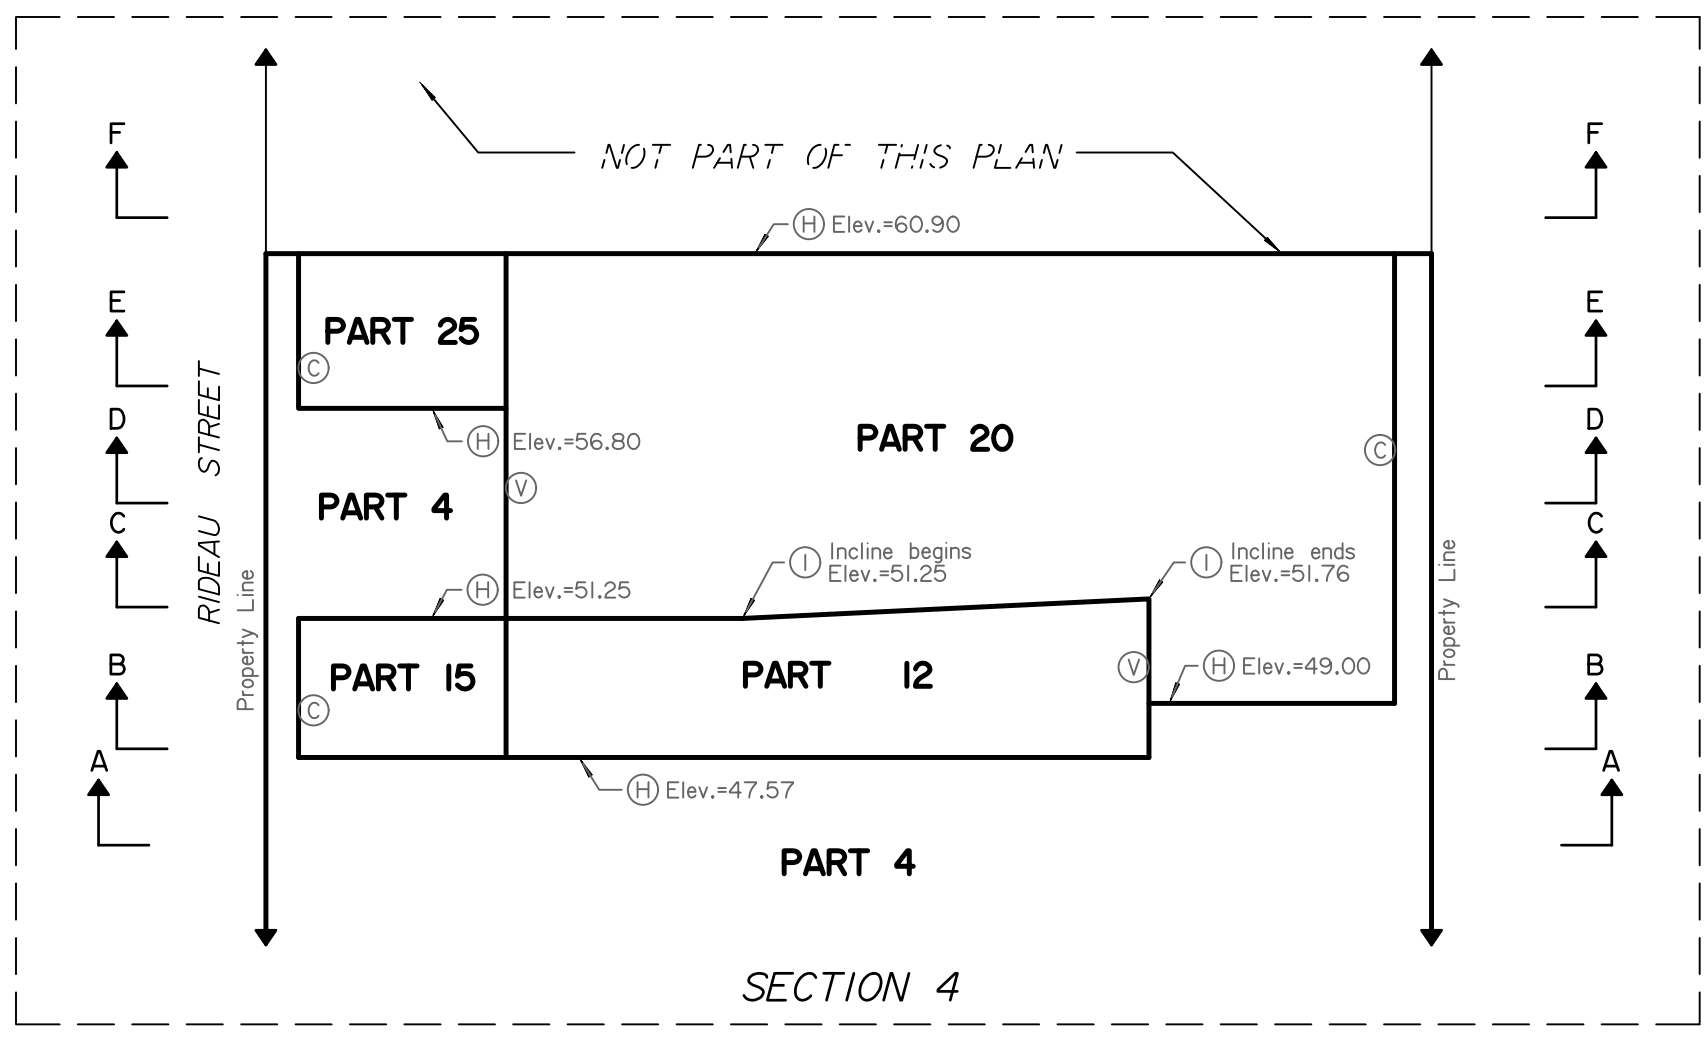 F
F
NOT PART OF THIS PLAN
H Elev.=60.90
E
E
PART 25
C
D
D
H Elev.=56.80
PART 20
C
RIDEAU STREET
PART 4
V
C
C
I Incline begins
Elev.=51.25
I Incline ends
Elev.=51.76
H Elev.=51.25
Property Line
Property Line
B
B
PART 15
PART 12
V
H Elev.=49.00
C
A
A
H Elev.=47.57
PART 4
SECTION 4